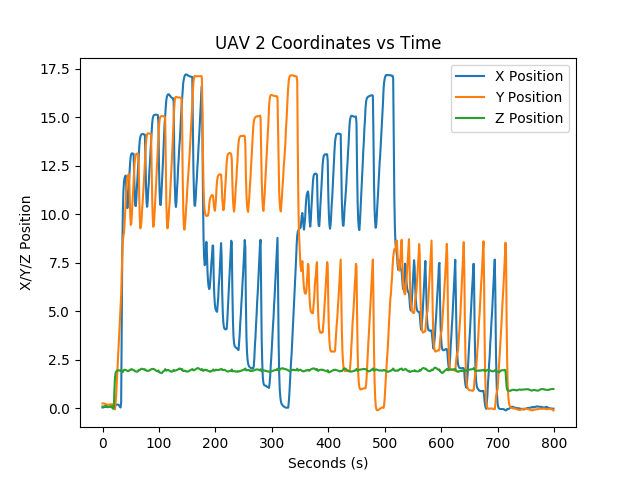 UAV 2 Coordinates vs Time
X Position
Y Position
Z Position
X/Y/Z Position
17.5
15.0
12.5
10.0
7.5
5.0
2.5
0.0
0 100 200 300 400 500 600 700 800
Seconds (s)